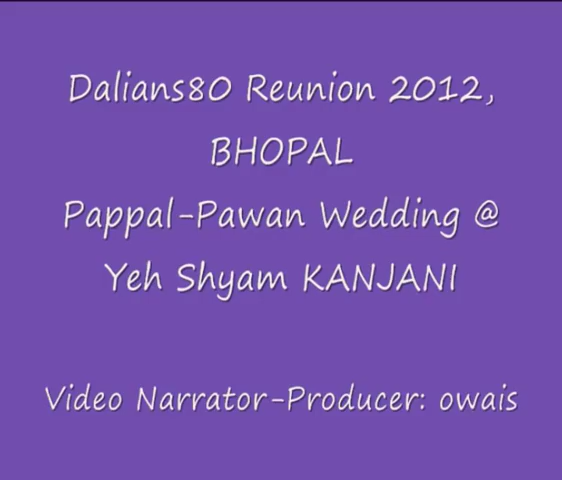 Dalians80 Reunion 2012,
BHOPAL
Pappal-Pawan Wedding @
Yeh Shyam KANJANI
Video Narrator-Producer: owais